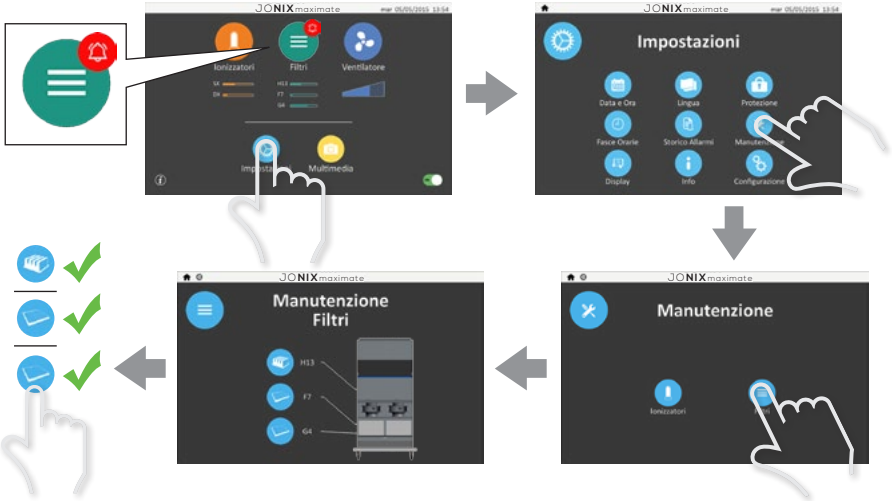 JONIXmaximate
mar 05/05/2015 13:54
Ionizzatori
Filtri
Ventilatore
SX
DX
H13
F7
G4
Impostazioni
Multimedia
JONIXmaximate
mar 05/05/2015 13:54
Impostazioni
Data e Ora
Lingua
Protezione
Fasce Orarie
Storico Allarmi
Manutenzione
Display
Info
Configurazione
JONIXmaximate
Manutenzione
Filtri
H13
F7
G4
JONIXmaximate
Manutenzione
Ionizzatori
Filtri